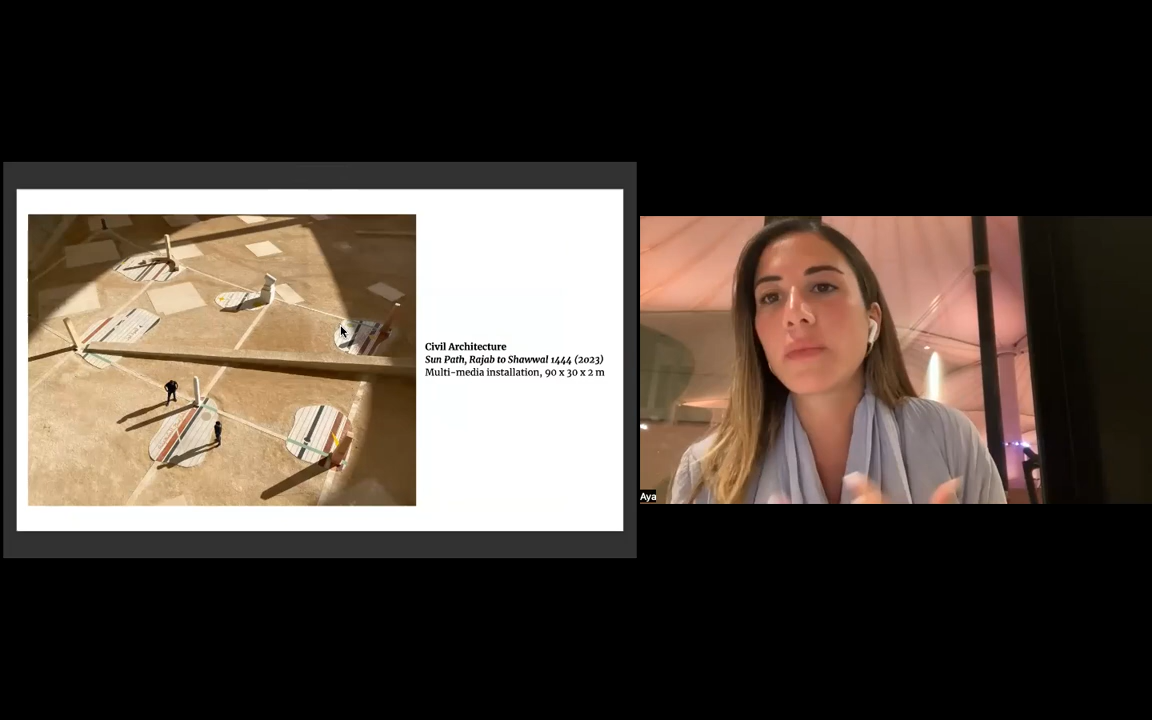 Civil Architecture
Sun Path, Rajab to Shawwal 1444 (2023)
Multi-media installation, 90 x 30 x 2 m
Aya